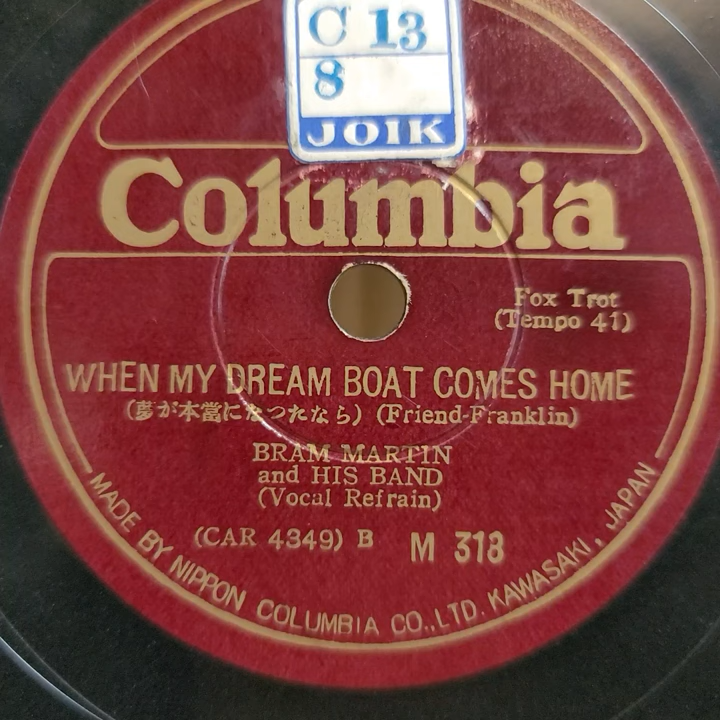 C 13
8
JOIK
Columbia
Fox Trot
(Tempo 41)
WHEN MY DREAM BOAT COMES HOME
(夢が本當になつたなら) (Friend-Franklin)
BRAM MARTIN
and HIS BAND
(Vocal Refrain)
(CAR 4349) B M 318
MADE BY NIPPON COLUMBIA CO., LTD. KAWASAKI, JAPAN